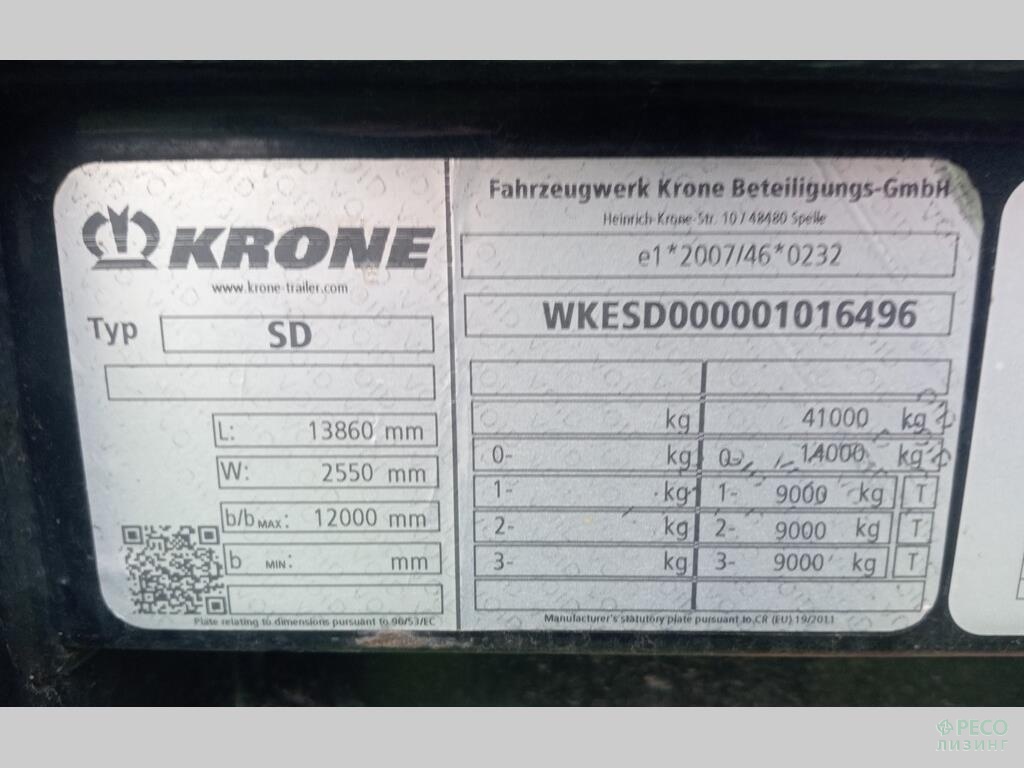 KRONE
www.krone-trailer.com
Typ SD
L: 13860 mm
W: 2550 mm
b/b MAX: 12000 mm
b MIN: mm
Plate relating to dimensions pursuant to 96/53/EC
Fahrzeugwerk Krone Beteiligungs-GmbH
Heinrich-Krone-Str. 10 / 48480 Spelle
e1*2007/46*0232
WKESD000001016496
kg 41000 kg
0- kg 0- 14000 kg
1- kg 1- 9000 kg T
2- kg 2- 9000 kg T
3- kg 3- 9000 kg T
Manufacturer's statutory plate pursuant to CR (EU) 19/2011
РЕСО
ЛИЗИНГ